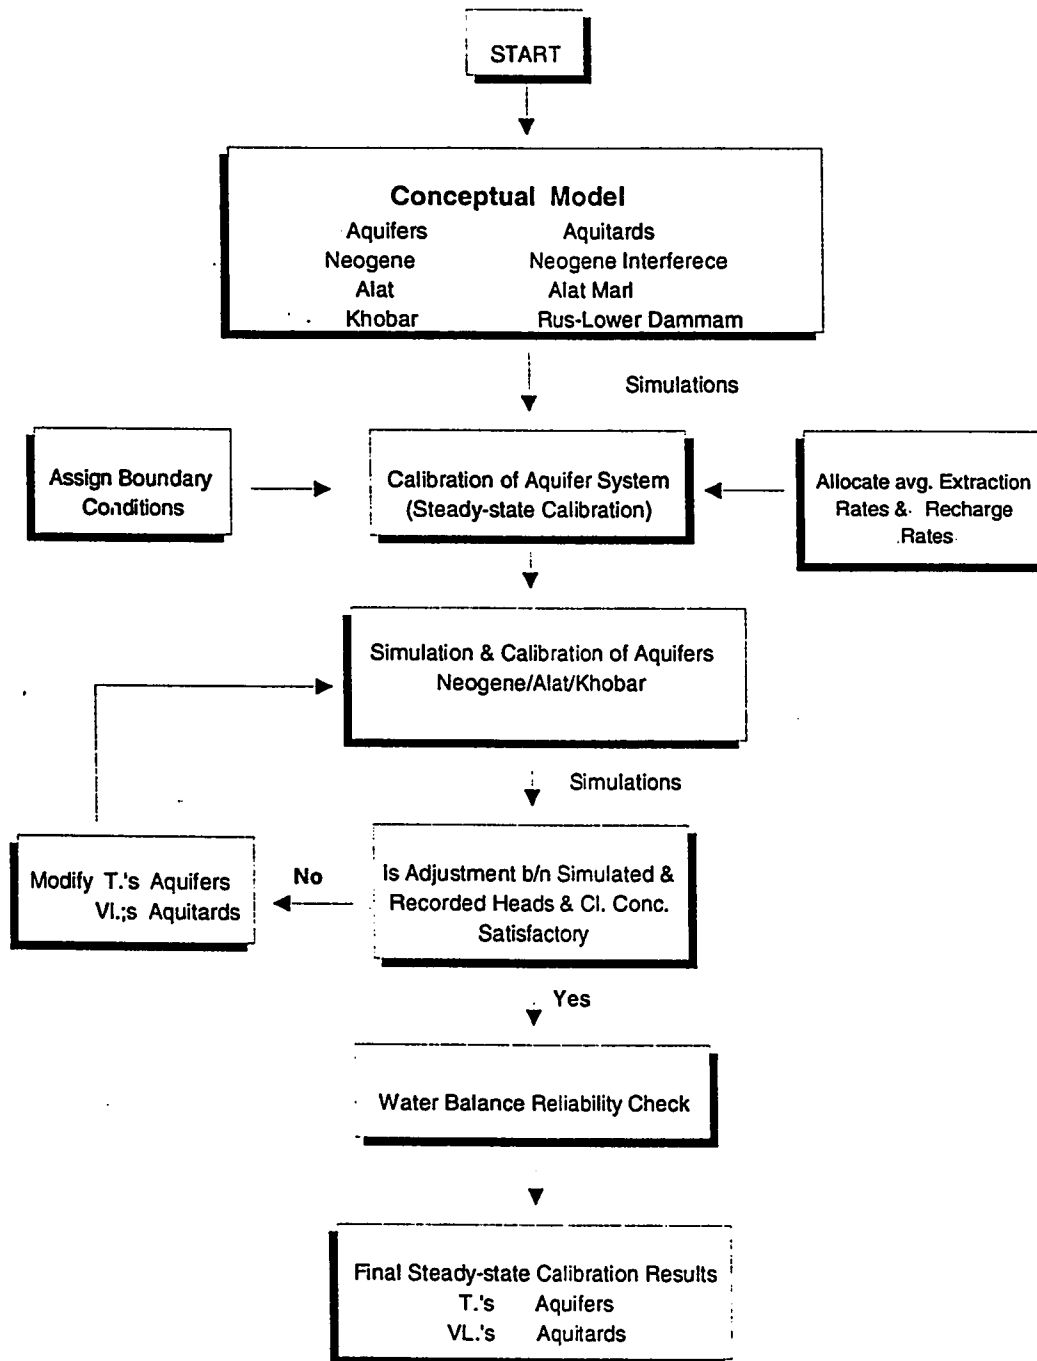 START
Conceptual Model
Aquifers Aquitards
Neogene Neogene Interferece
Alat Alat Marl
Khobar Rus-Lower Dammam
Simulations
Assign Boundary
Conditions
Calibration of Aquifer System
(Steady-state Calibration)
Allocate avg. Extraction
Rates & Recharge
Rates
Simulation & Calibration of Aquifers
Neogene/Alat/Khobar
Simulations
Modify T.'s Aquifers
Vl.;s Aquitards
No
Is Adjustment b/n Simulated &
Recorded Heads & Cl. Conc.
Satisfactory
Yes
Water Balance Reliability Check
Final Steady-state Calibration Results
T.'s Aquifers
VL.'s Aquitards